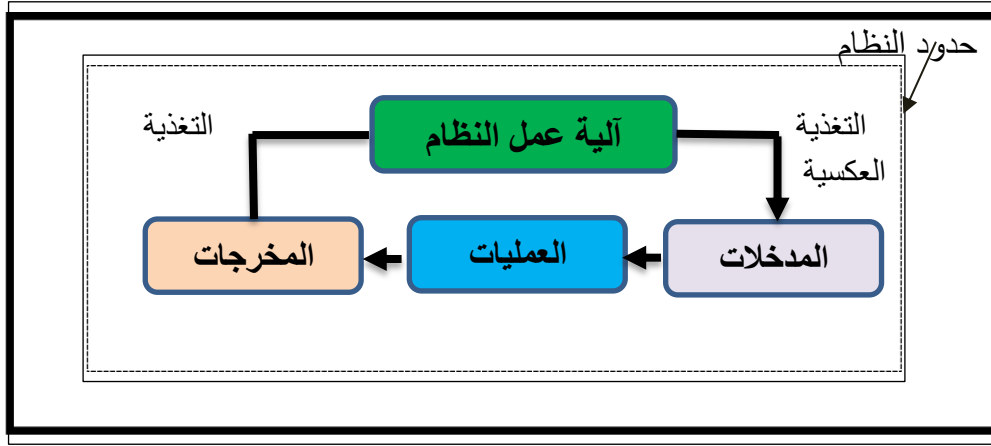 حدود النظام
آلية عمل النظام
التغذية
العكسية
التغذية
المدخلات
العمليات
المخرجات